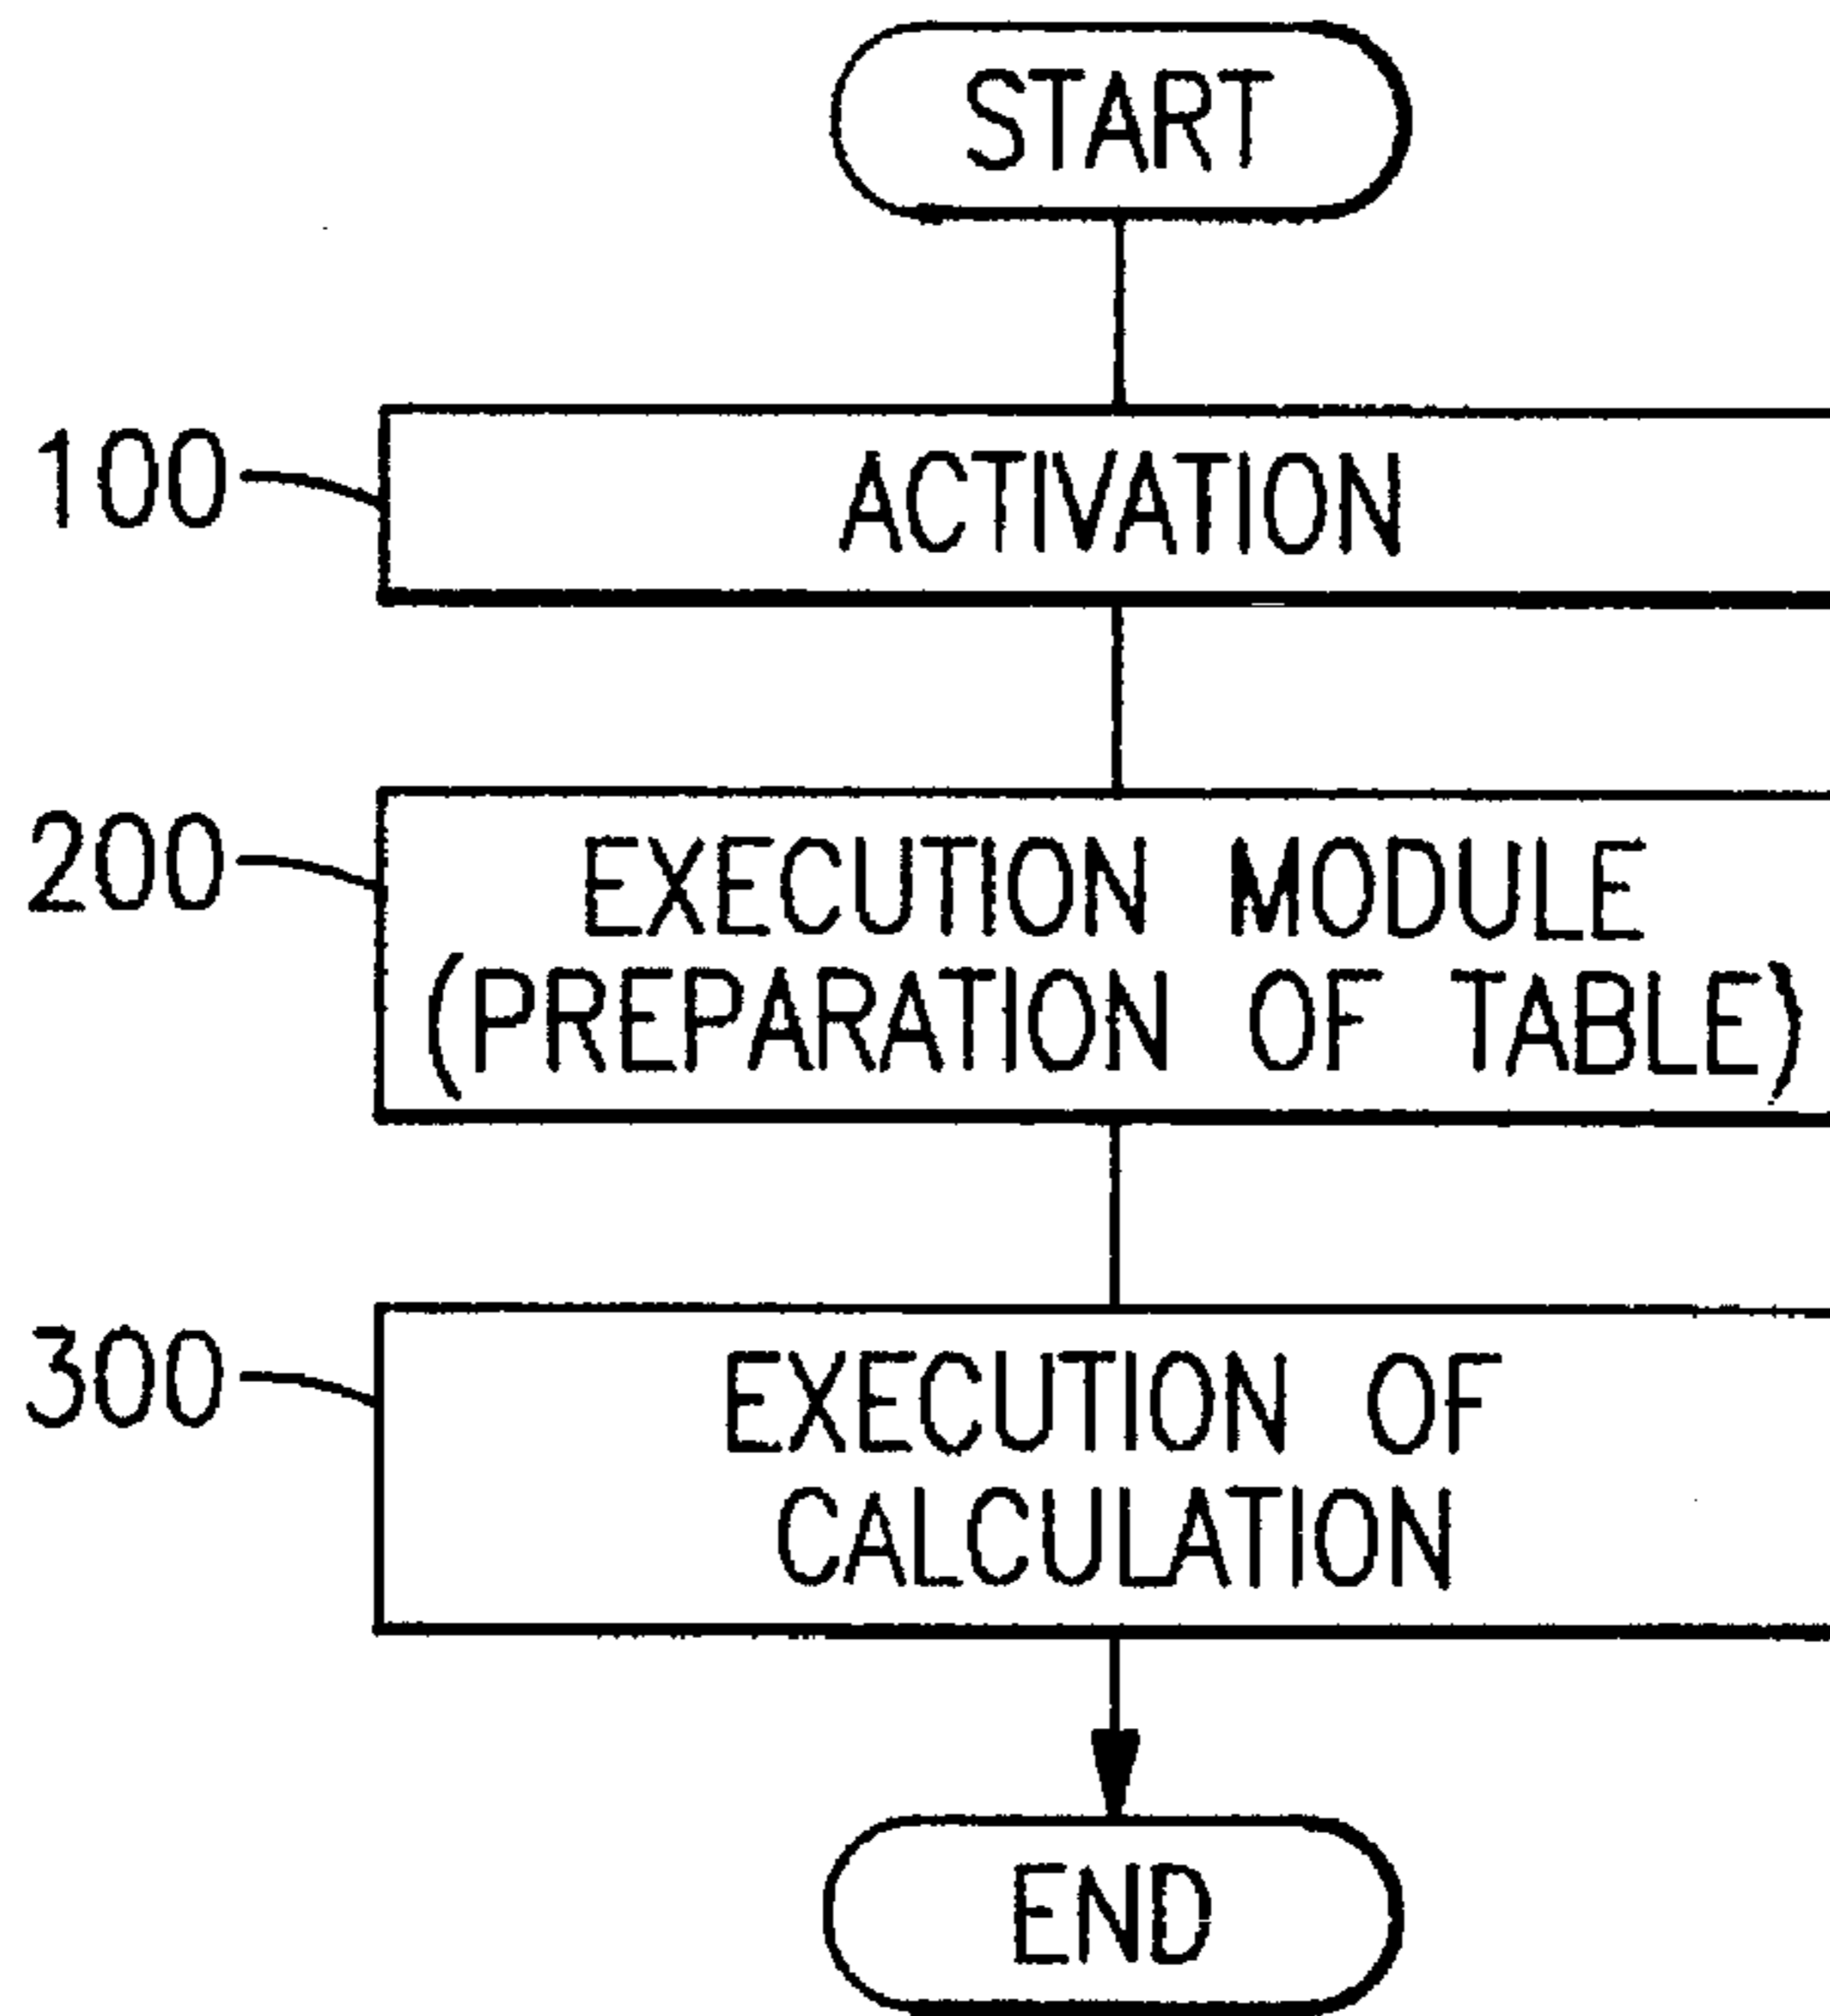 START
100
ACTIVATION
200
EXECUTION MODULE
(PREPARATION OF TABLE)
300
EXECUTION OF
CALCULATION
END